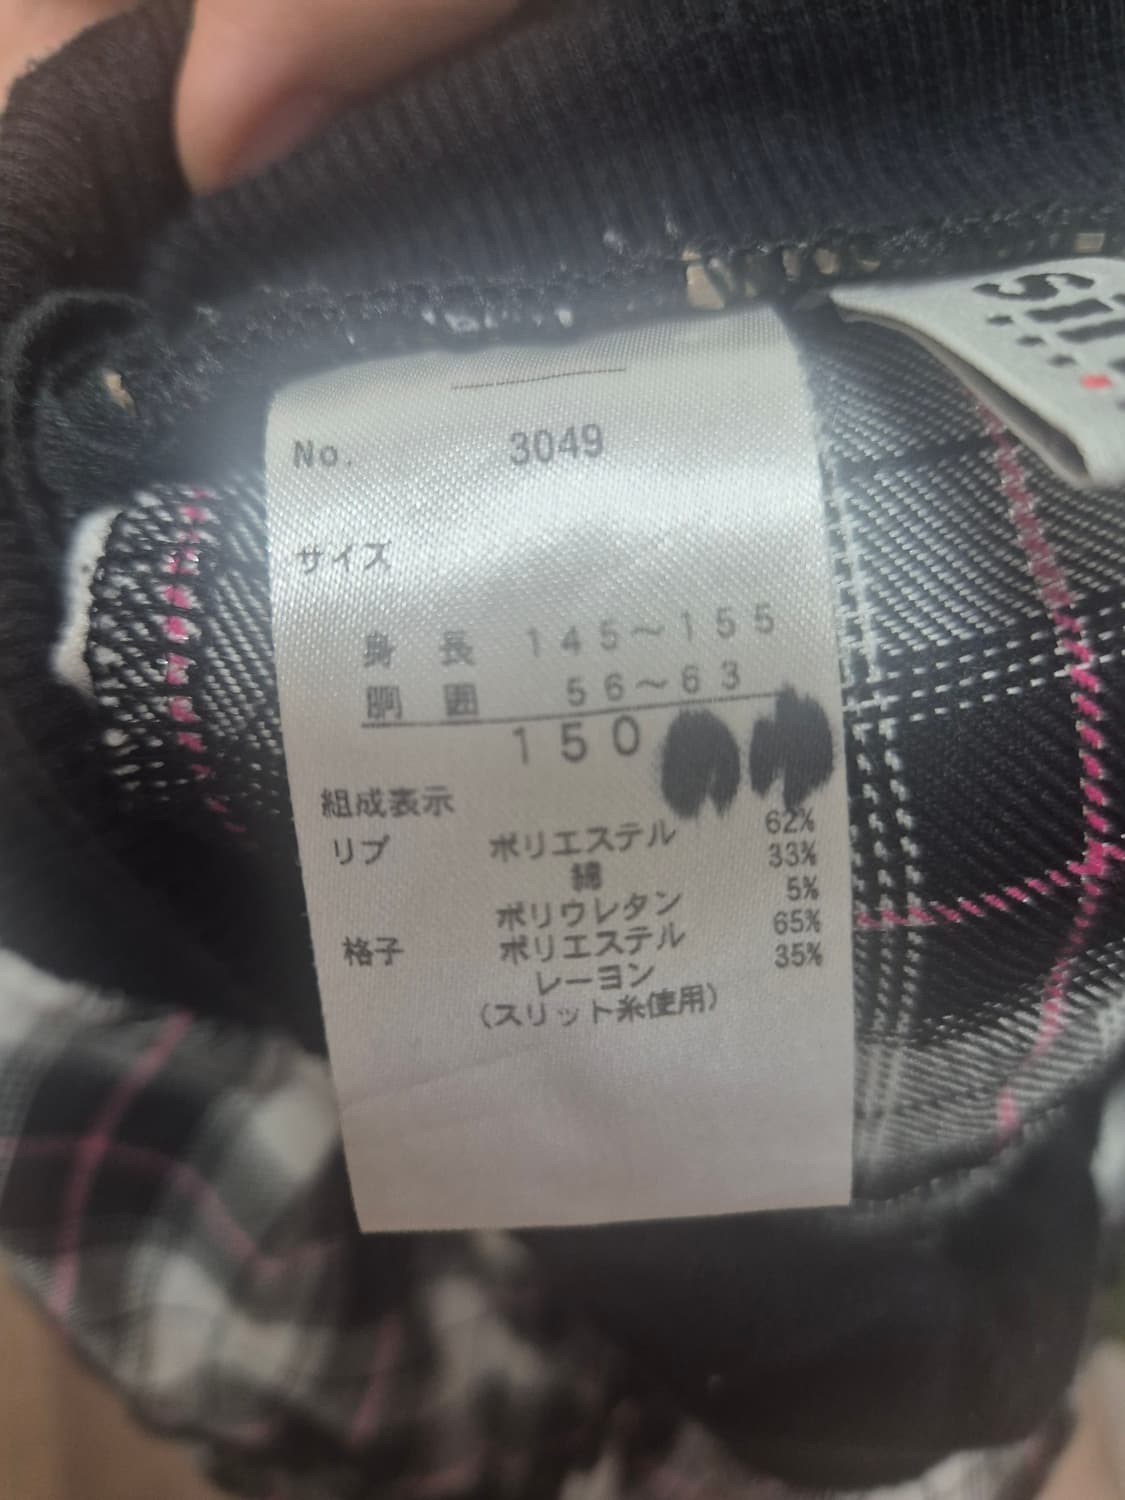 No. 3049
サイズ
身長 145～155
胴囲 56～63
150
組成表示
リブ ポリエステル 62%
綿 33%
ポリウレタン 5%
格子 ポリエステル 65%
レーヨン 35%
(スリット糸使用)